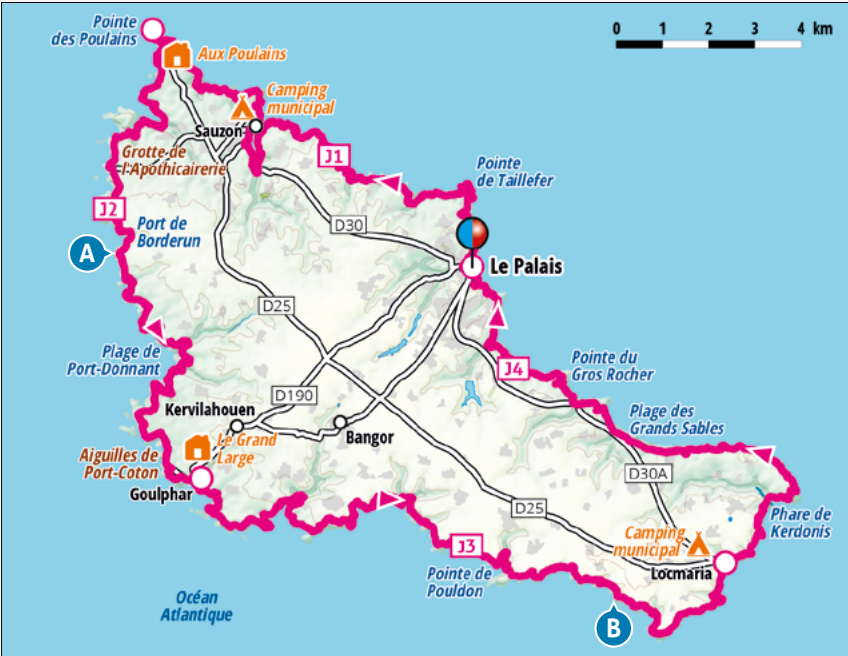 Pointe
des Poulains
Aux Poulains
0 1 2 3 4 km
Camping
municipal
Sauzon
J1
Grotte de
l'Apothicairerie
Pointe
de Taillefer
J2
Port de
Borderun
D30
A
Le Palais
D25
Plage de
Port-Donnant
J4
Pointe du
Gros Rocher
D190
Kervilahouen
Plage des
Grands Sables
Bangor
Le Grand
Large
Aiguilles de
Port-Coton
Goulphar
D30A
D25
Phare de
Kerdonis
Camping
municipal
J3
Locmaria
Pointe de
Pouldon
Océan
Atlantique
B